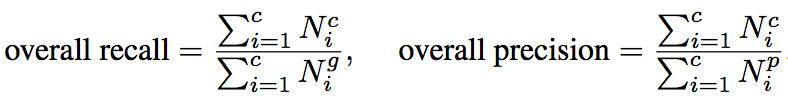 overall recall = \frac{\sum_{i=1}^{c} N_i^c}{\sum_{i=1}^{c} N_i^g}, overall precision = \frac{\sum_{i=1}^{c} N_i^c}{\sum_{i=1}^{c} N_i^p}.